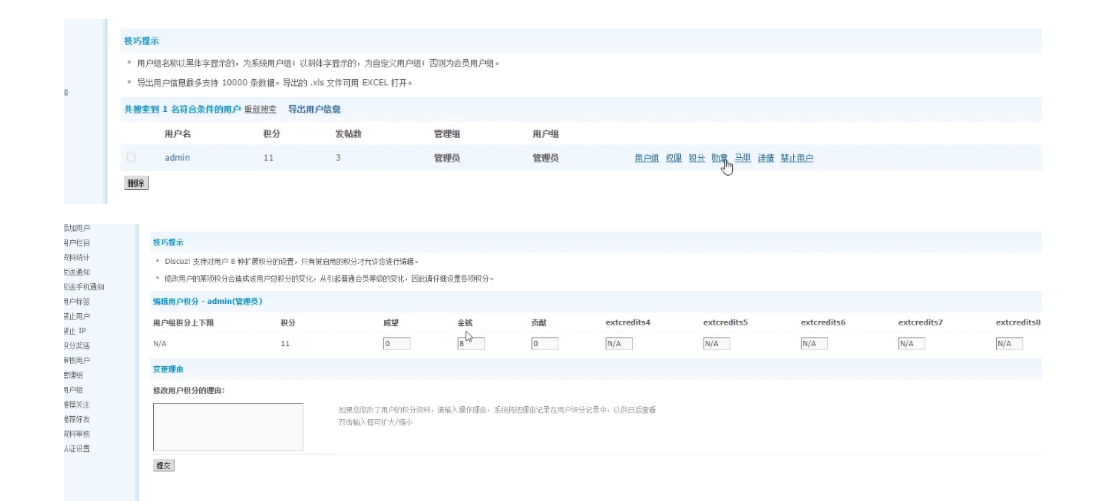 技巧提示
用户组名称以黑体字显示的，为系统用户组；以斜体字显示的，为自定义用户组；否则为会员用户组。
导出用户信息最多支持 10000 条数据。导出的 .xls 文件可用 EXCEL 打开。
共搜索到 1 名符合条件的用户 重新搜索 导出用户信息
用户名 积分 发帖数 管理组 用户组
admin 11 3 管理员 管理员 用户组 权限 积分 勋章 马甲 详情 禁止用户
删除
添加用户
用户栏目
资料统计
发送通知
发送手机通知
用户标签
禁止用户
禁止 IP
积分奖惩
审核用户
管理组
用户组
推荐关注
推荐好友
资料审核
认证设置
技巧提示
Discuz! 支持对用户 8 种扩展积分的设置，只有被启用的积分才允许您进行编辑。
修改用户的某项积分会造成该用户总积分的变化，从引起普通会员等级的变化，因此请仔细设置各项积分。
编辑用户积分 - admin(管理员)
用户组积分上下限 积分 威望 金钱 贡献 extcredits4 extcredits5 extcredits6 extcredits7 extcredits8
N/A 11 0 8 0 N/A N/A N/A N/A N/A
变更理由
修改用户积分的理由:
如果您修改了用户的积分资料，请输入操作理由，系统将把理由记录在用户评分记录中，以供日后查看
双击输入框可扩大/缩小
提交